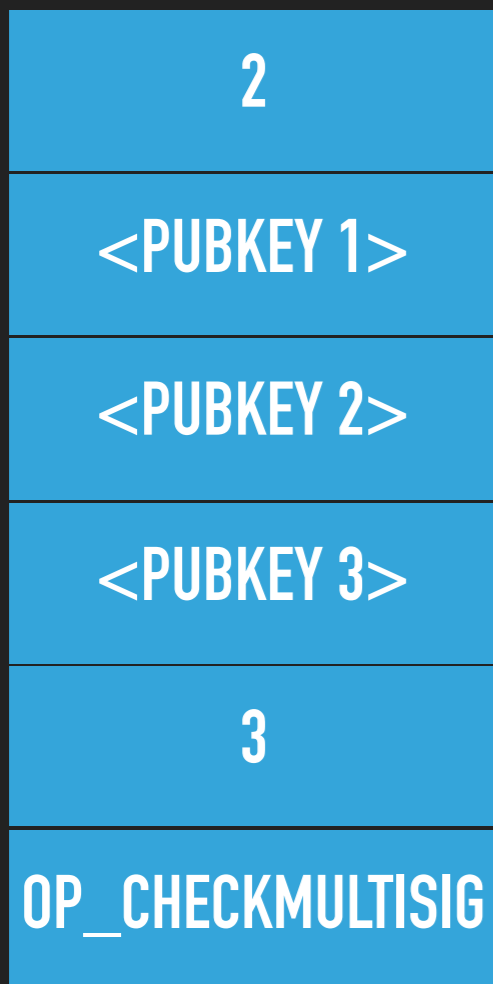 2
<PUBKEY 1>
<PUBKEY 2>
<PUBKEY 3>
3
OP_CHECKMULTISIG